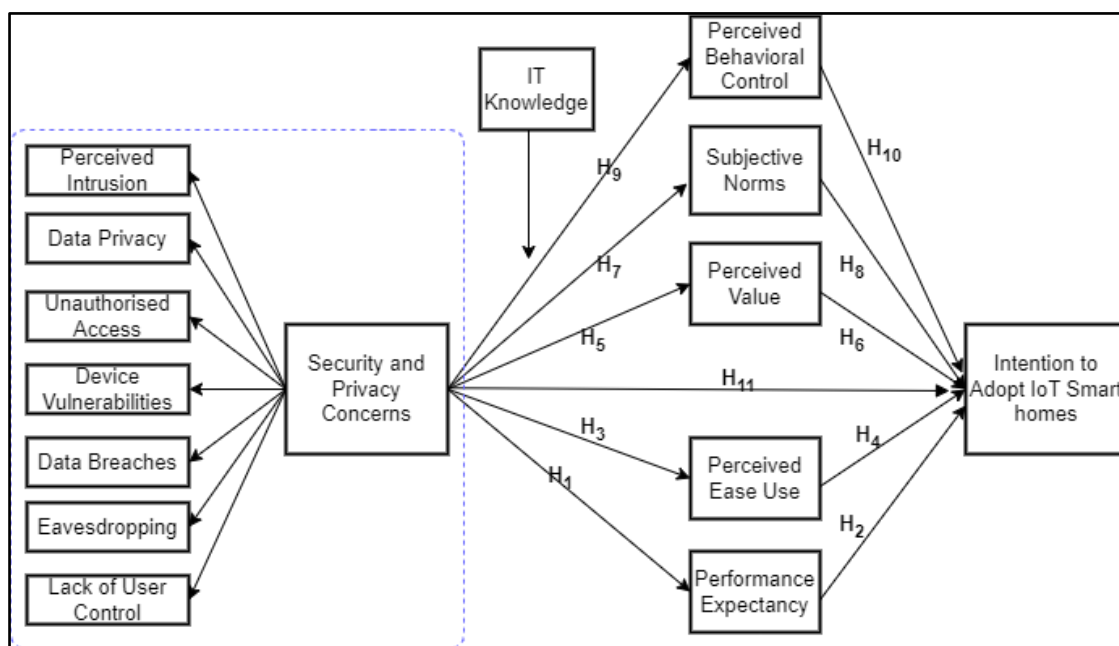 Perceived
Intrusion
Data Privacy
Unauthorised
Access
Device
Vulnerabilities
Data Breaches
Eavesdropping
Lack of User
Control
Security and
Privacy
Concerns
IT
Knowledge
H9
H7
H5
H11
H3
H1
Perceived
Behavioral
Control
Subjective
Norms
Perceived
Value
Perceived
Ease Use
Performance
Expectancy
H10
H8
H6
H4
H2
Intention to
Adopt IoT Smart
homes